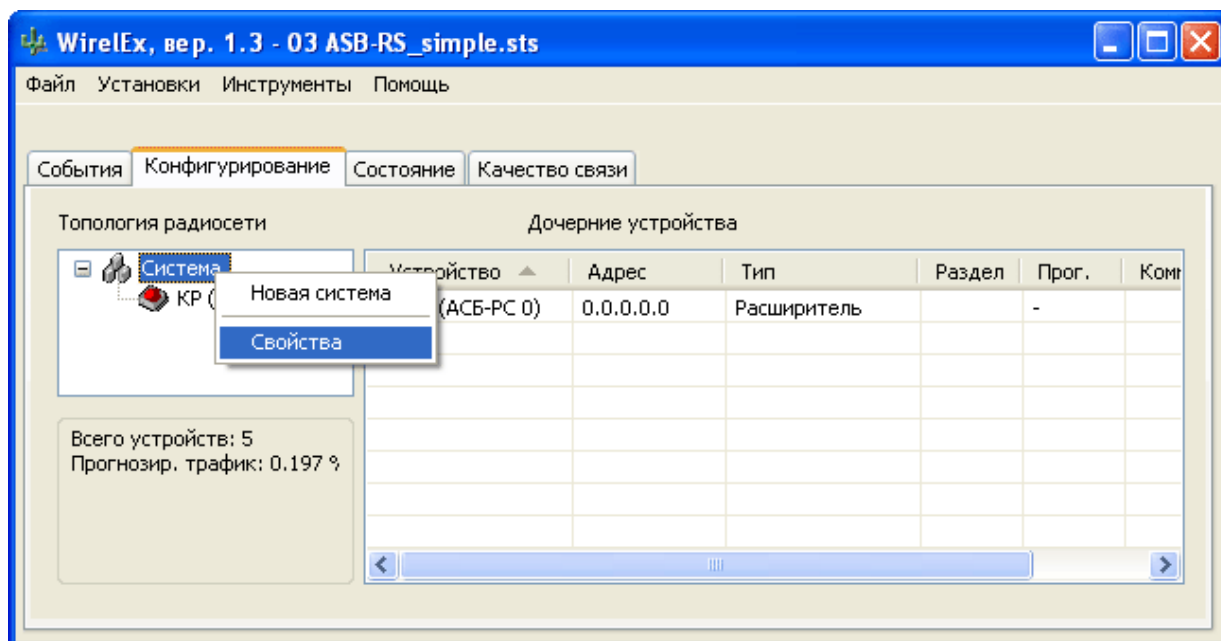 WirelEx, вер. 1.3 - 03 ASB-RS_simple.sts
Файл Установки Инструменты Помощь
События Конфигурирование Состояние Качество связи
Топология радиосети Дочерние устройства
Система Устройство Адрес Тип Раздел Прог.
Новая система
КР ( (АСБ-РС 0) 0.0.0.0.0 Расширитель -
Свойства
Всего устройств: 5
Прогнозир. трафик: 0.197 %